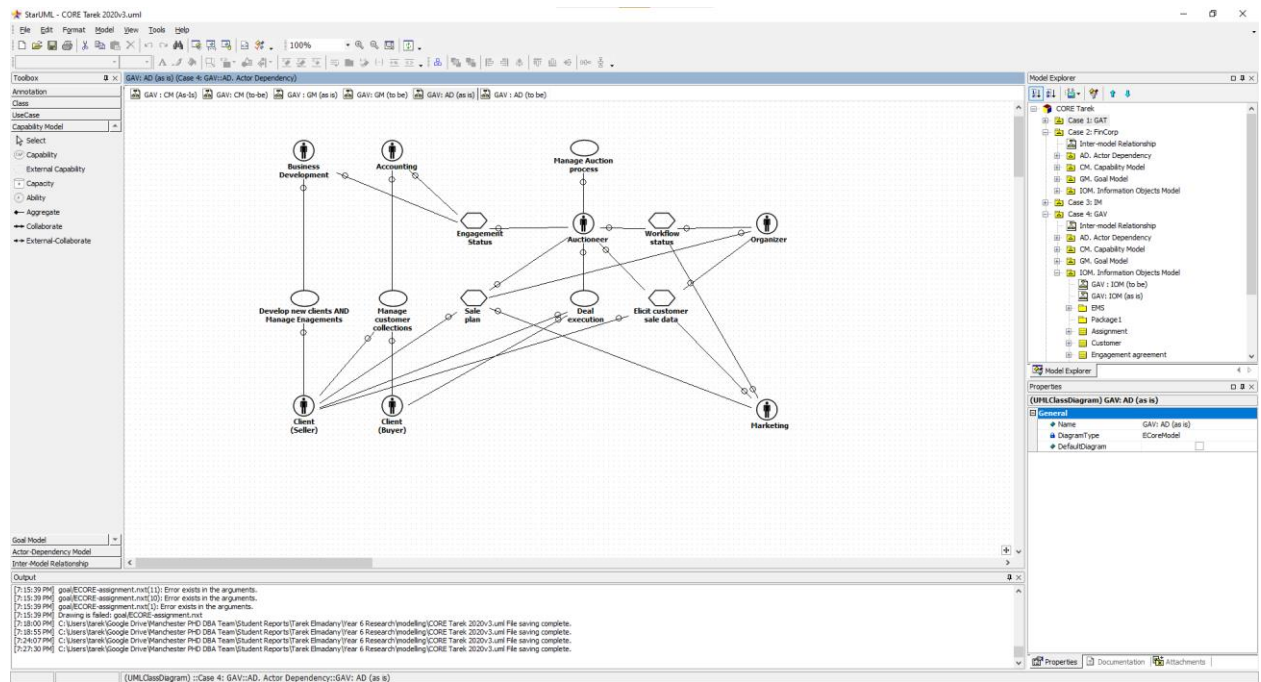 StarUML - CORE Tarek 2020v3.uml
File Edit Format Model View Tools Help
100%
Toolbox
Annotation
Class
UseCase
Capability Model
Select
Capability
External Capability
Capacity
Ability
Aggregate
Collaborate
External-Collaborate
Goal Model
Actor-Dependency Model
Inter-Model Relationship
GAV: AD (as is) (Case 4: GAV::AD. Actor Dependency)
GAV : CM (As-Is) GAV: CM (to-be) GAV : GM (as is) GAV: GM (to be) GAV: AD (as is) GAV : AD (to be)
Business
Development
Accounting
Manage Auction
process
Engagement
Status
Auctioneer
Workflow
status
Organizer
Develop new clients AND
Manage Enagements
Manage
customer
collections
Sale
plan
Deal
execution
Elicit customer
sale data
Client
(Seller)
Client
(Buyer)
Marketing
Model Explorer
CORE Tarek
Case 1: GAT
Case 2: FinCorp
Inter-model Relationship
AD. Actor Dependency
CM. Capability Model
GM. Goal Model
IOM. Information Objects Model
Case 3: IM
Case 4: GAV
Inter-model Relationship
AD. Actor Dependency
CM. Capability Model
GM. Goal Model
IOM. Information Objects Model
GAV : IOM (to be)
GAV: IOM (as is)
EMS
Package1
Assignment
Customer
Engagement agreement
Model Explorer
Properties
(UMLClassDiagram) GAV: AD (as is)
General
Name GAV: AD (as is)
DiagramType ECoreModel
DefaultDiagram
Properties Documentation Attachments
Output
[7:15:39 PM] goal/ECORE-assignment.nxt(11): Error exists in the arguments.
[7:15:39 PM] goal/ECORE-assignment.nxt(10): Error exists in the arguments.
[7:15:39 PM] goal/ECORE-assignment.nxt(1): Error exists in the arguments.
[7:15:39 PM] Drawing is failed: goal/ECORE-assignment.nxt
[7:18:00 PM] C:\Users\tarek\Google Drive\Manchester PHD DBA Team\Student Reports\Tarek Elmadany\Year 6 Research\modelling\CORE Tarek 2020v3.uml File saving complete.
[7:18:55 PM] C:\Users\tarek\Google Drive\Manchester PHD DBA Team\Student Reports\Tarek Elmadany\Year 6 Research\modelling\CORE Tarek 2020v3.uml File saving complete.
[7:24:07 PM] C:\Users\tarek\Google Drive\Manchester PHD DBA Team\Student Reports\Tarek Elmadany\Year 6 Research\modelling\CORE Tarek 2020v3.uml File saving complete.
[7:27:30 PM] C:\Users\tarek\Google Drive\Manchester PHD DBA Team\Student Reports\Tarek Elmadany\Year 6 Research\modelling\CORE Tarek 2020v3.uml File saving complete.
(UMLClassDiagram) ::Case 4: GAV::AD. Actor Dependency::GAV: AD (as is)